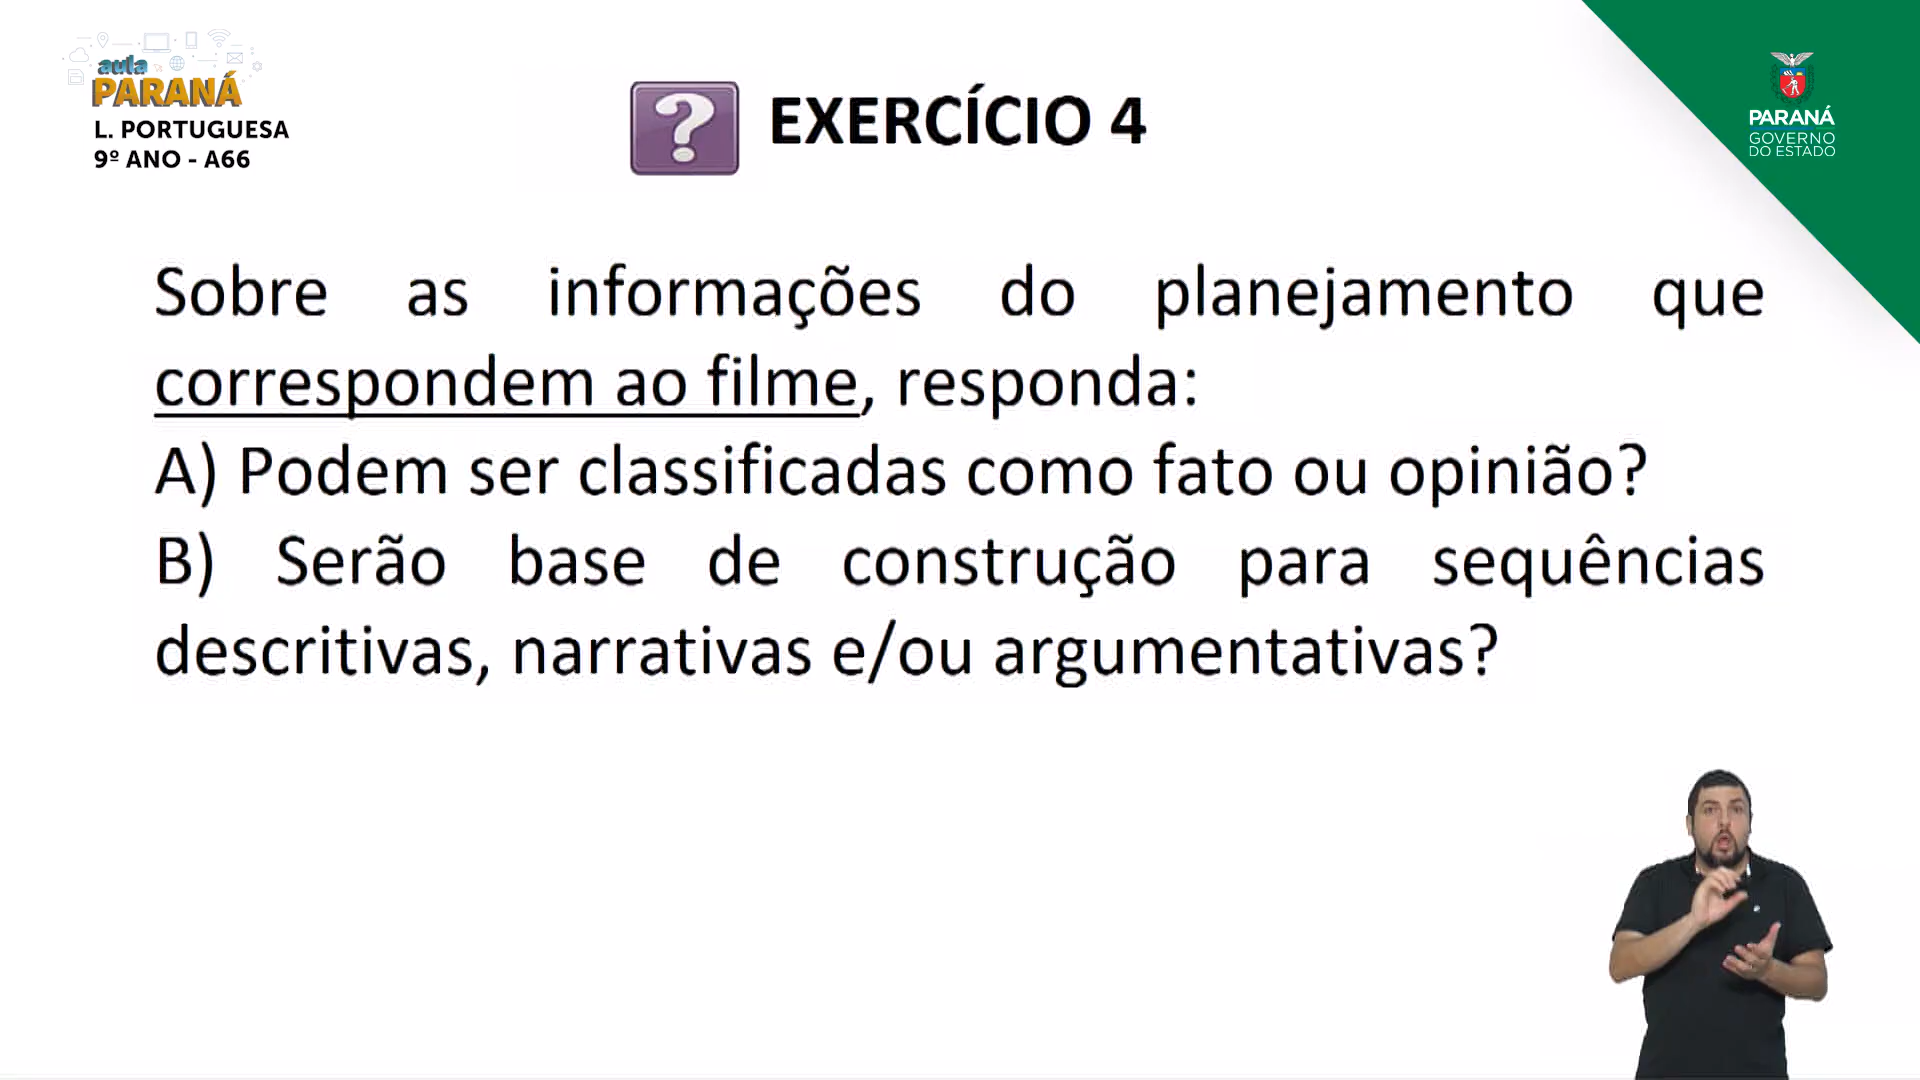 aula
PARANÁ
L. PORTUGUESA
9º ANO - A66
EXERCÍCIO 4
PARANÁ
GOVERNO
DO ESTADO
Sobre as informações do planejamento que
correspondem ao filme, responda:
A) Podem ser classificadas como fato ou opinião?
B) Serão base de construção para sequências
descritivas, narrativas e/ou argumentativas?